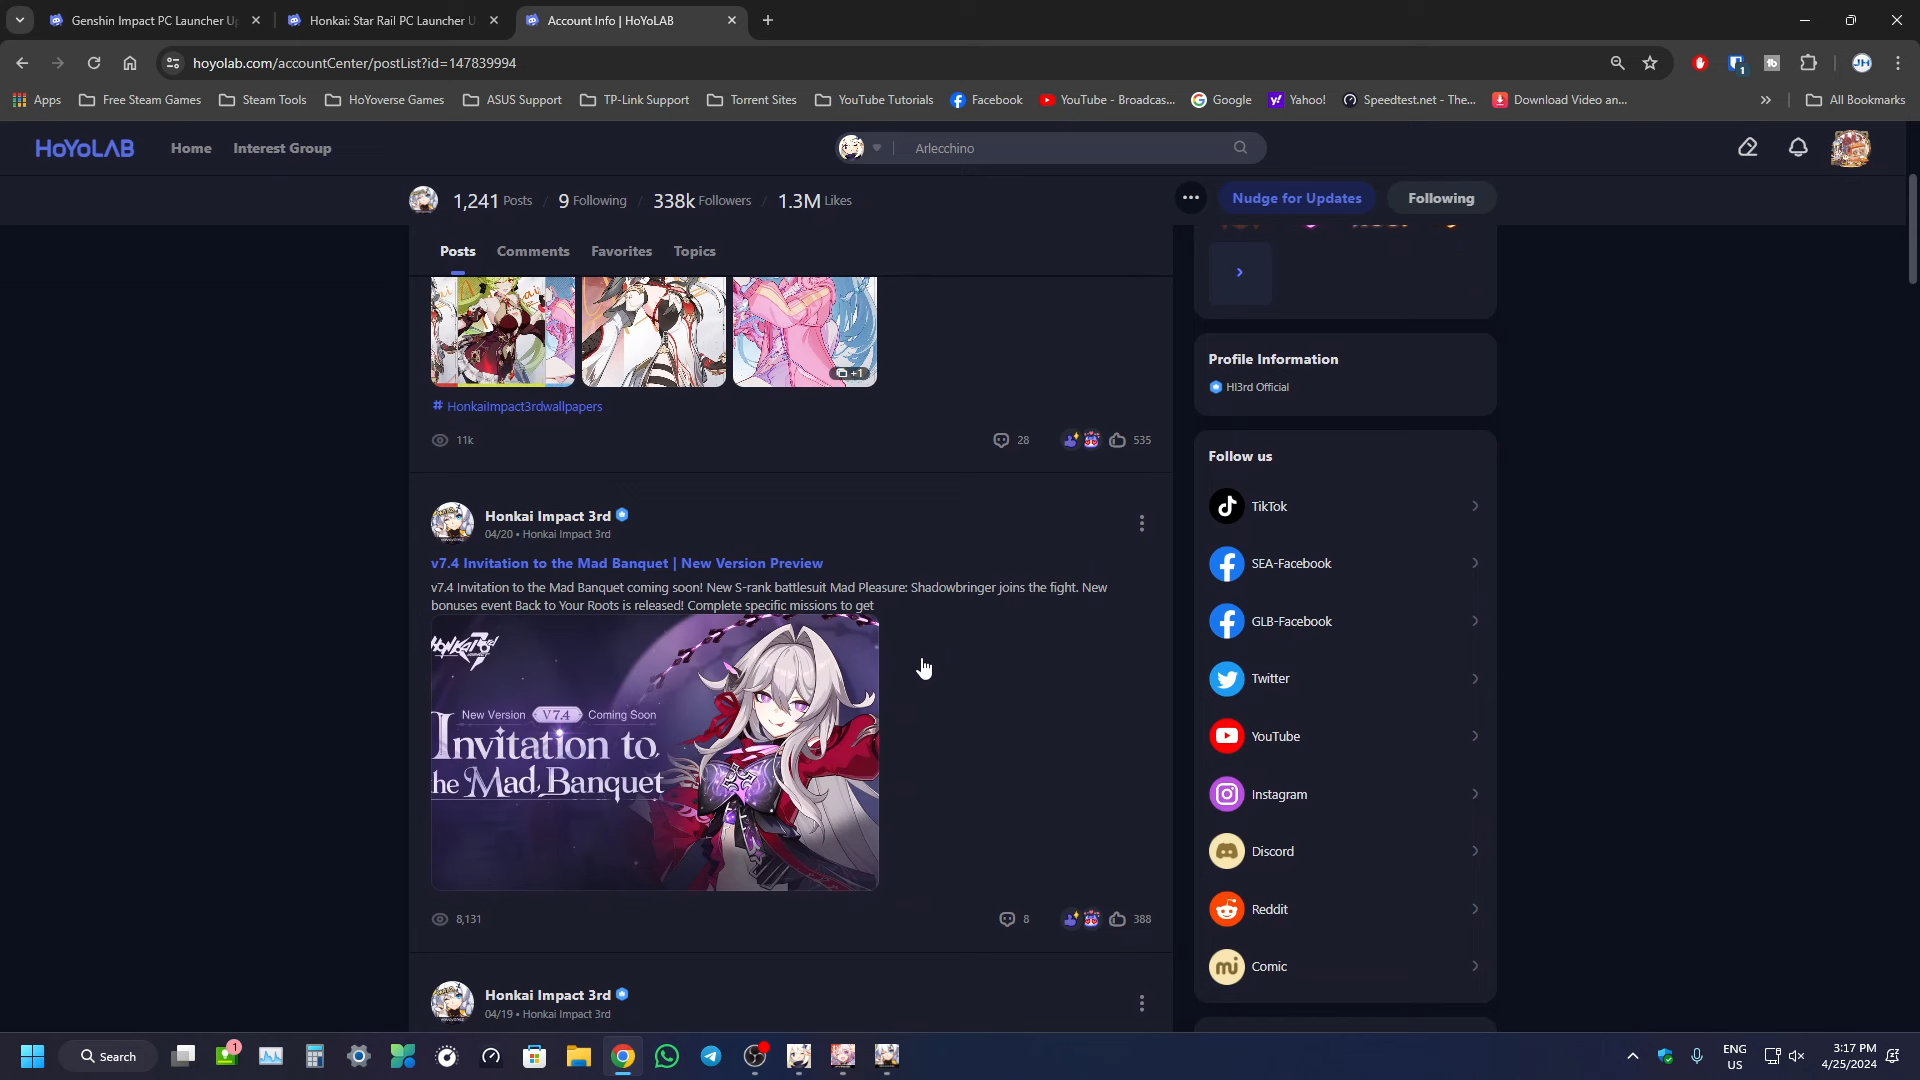 Genshin Impact PC Launcher U
Honkai: Star Rail PC Launcher U
Account Info | HoYoLAB
hoyolab.com/accountCenter/postList?id=147839994
1
JH
Apps
Free Steam Games
Steam Tools
HoYoverse Games
ASUS Support
TP-Link Support
Torrent Sites
YouTube Tutorials
Facebook
YouTube - Broadcas...
Google
Yahoo!
Speedtest.net - The...
Download Video an...
All Bookmarks
HoYoLAB
Home
Interest Group
Arlecchino
1,241 Posts / 9 Following / 338k Followers / 1.3M Likes
Nudge for Updates
Following
Posts
Comments
Favorites
Topics
+1
# HonkaiImpact3rdwallpapers
11k
28
535
Honkai Impact 3rd
04/20 • Honkai Impact 3rd
v7.4 Invitation to the Mad Banquet | New Version Preview
v7.4 Invitation to the Mad Banquet coming soon! New S-rank battlesuit Mad Pleasure: Shadowbringer joins the fight. New
bonuses event Back to Your Roots is released! Complete specific missions to get
New Version V7.4 Coming Soon
Invitation to
the Mad Banquet
8,131
8
388
Honkai Impact 3rd
04/19 • Honkai Impact 3rd
Profile Information
HI3rd Official
Follow us
TikTok
SEA-Facebook
GLB-Facebook
Twitter
YouTube
Instagram
Discord
Reddit
mi Comic
Search
1
ENG
US
3:17 PM
4/25/2024